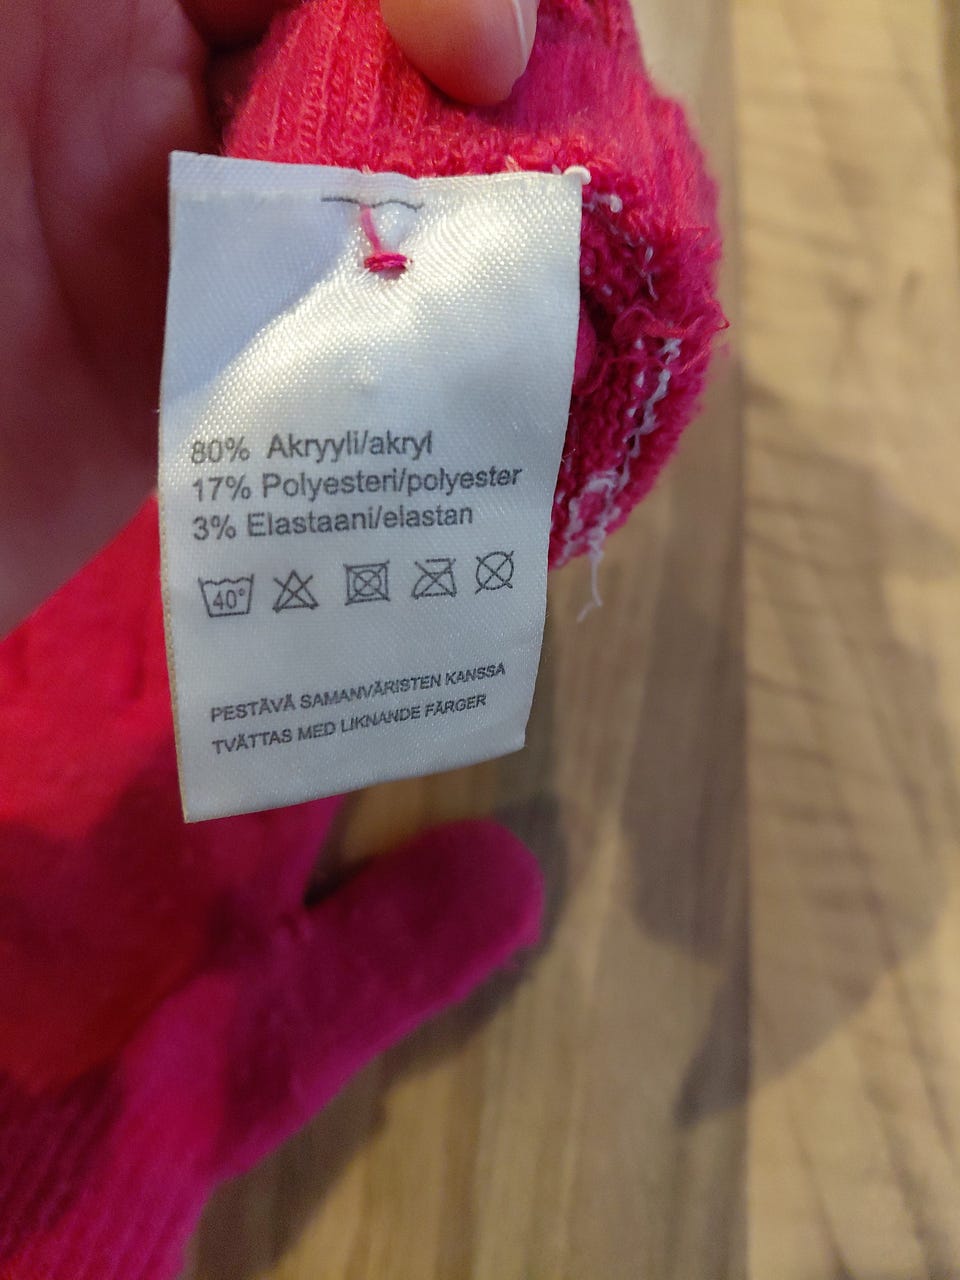 80% Akryyli/akryl
17% Polyesteri/polyester
3% Elastaani/elastan
40°
PESTÄVÄ SAMANVÄRISTEN KANSSA
TVÄTTAS MED LIKNANDE FÄRGER